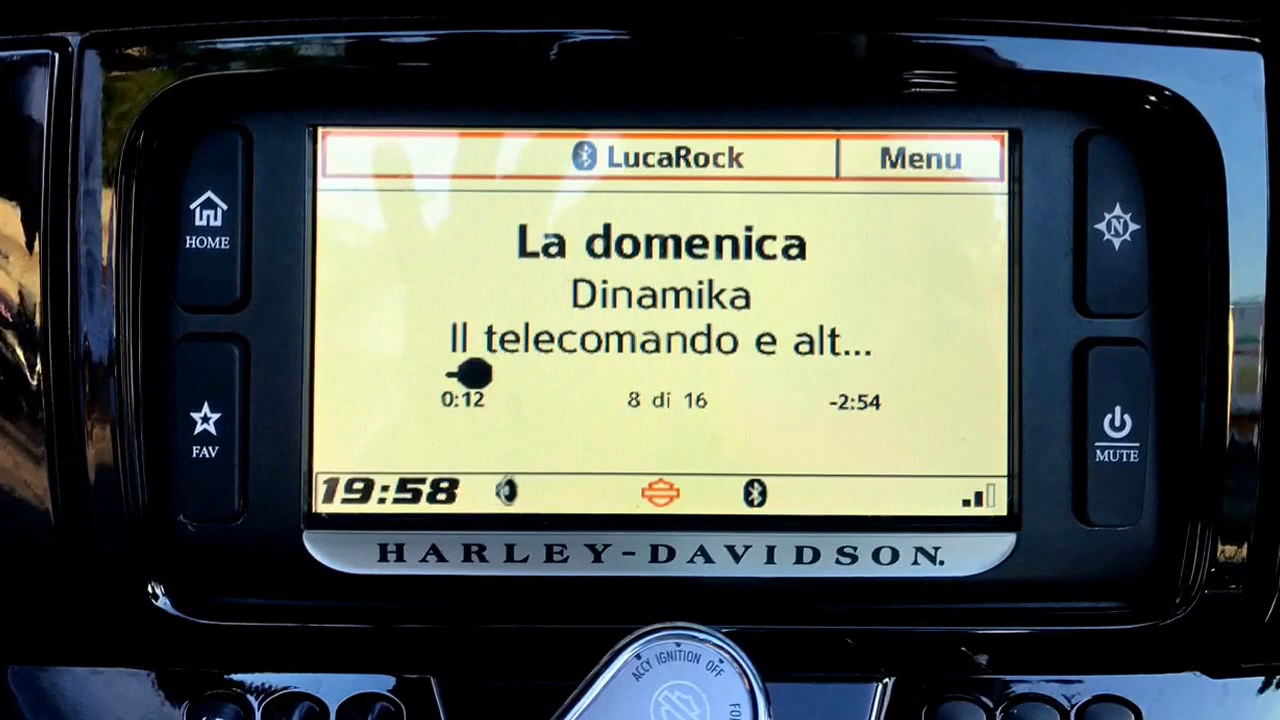 LucaRock
Menu
HOME
N
La domenica
Dinamika
Il telecomando e alt...
0:12
8 di 16
-2:54
FAV
MUTE
19:58
HARLEY-DAVIDSON.
ACCY IGNITION OFF